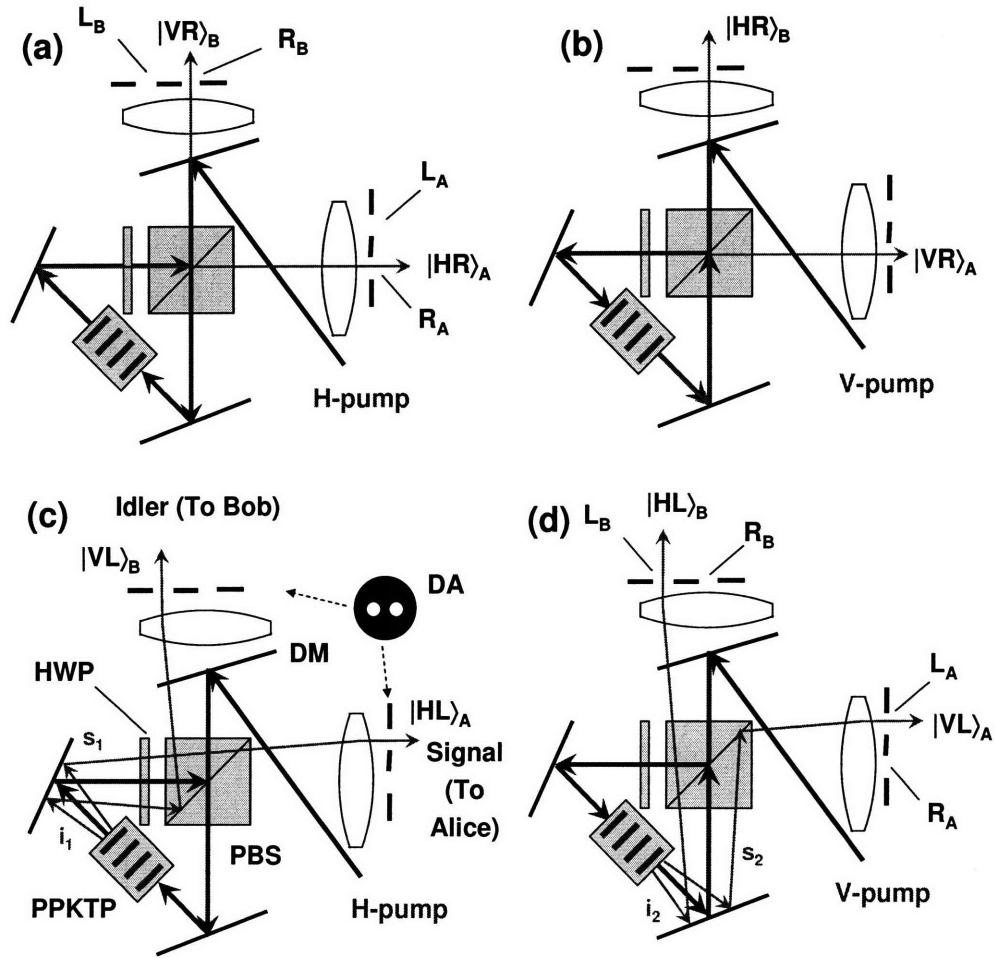 (a)
L_B
|VR⟩_B
R_B
L_A
|HR⟩_A
R_A
H-pump
(b)
|HR⟩_B
|VR⟩_A
V-pump
(c)
Idler (To Bob)
|VL⟩_B
DA
DM
HWP
s_1
|HL⟩_A
Signal
(To
Alice)
i_1
PBS
PPKTP
H-pump
(d)
L_B
|HL⟩_B
R_B
L_A
|VL⟩_A
R_A
s_2
i_2
V-pump